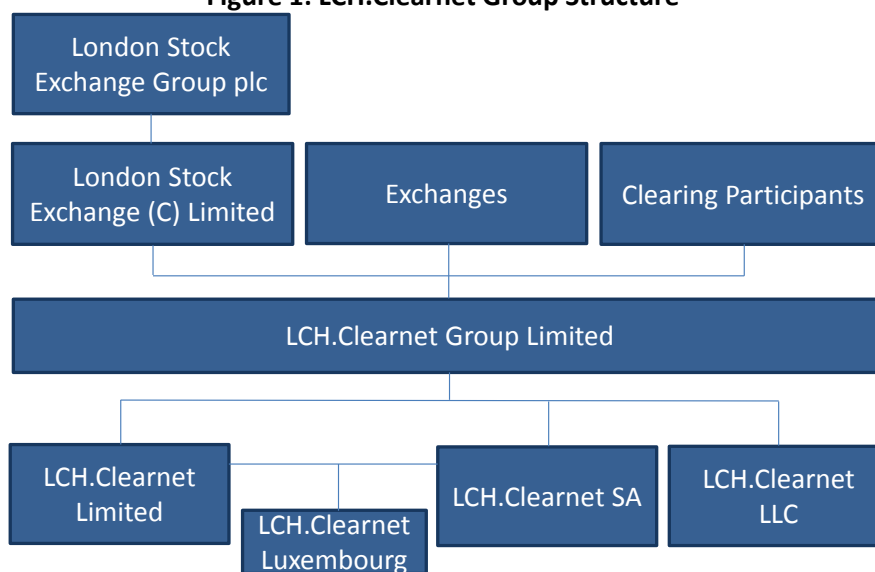 Figure 1: LCH.Clearnet Group Structure
London Stock
Exchange Group plc
London Stock
Exchange (C) Limited
Exchanges
Clearing Participants
LCH.Clearnet Group Limited
LCH.Clearnet
Limited
LCH.Clearnet
Luxembourg
LCH.Clearnet SA
LCH.Clearnet
LLC